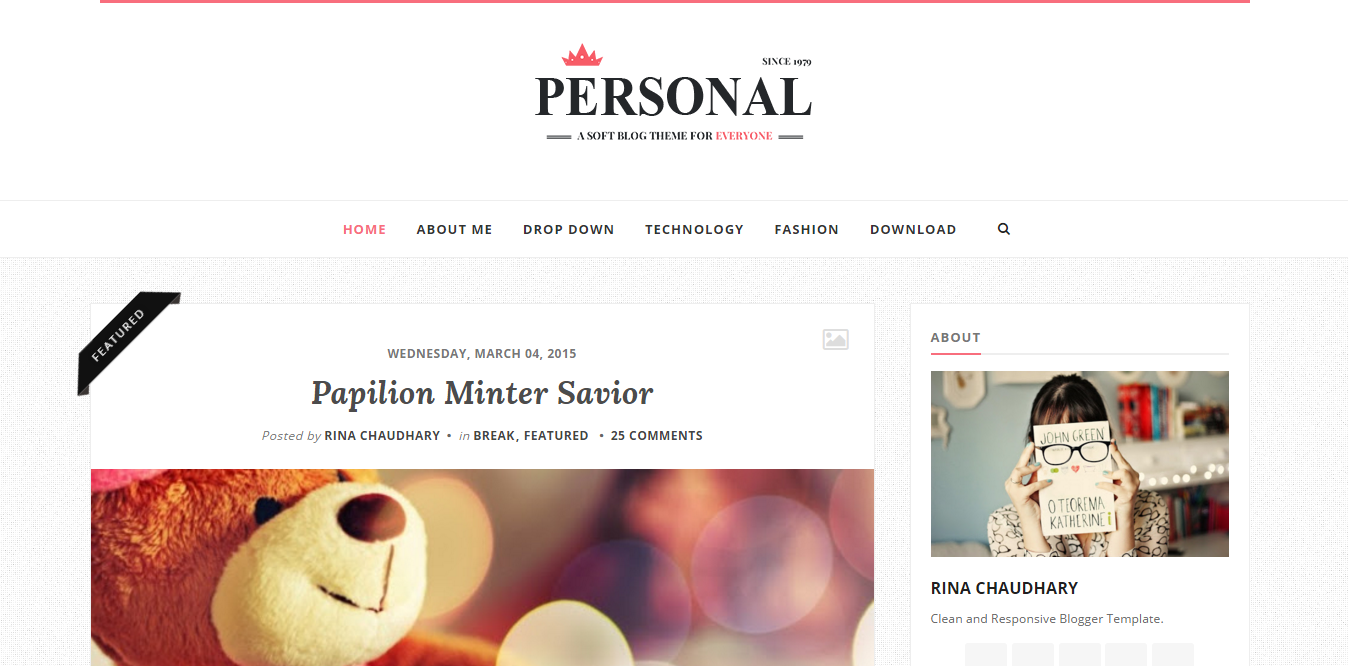 SINCE 1979
PERSONAL
A SOFT BLOG THEME FOR EVERYONE
HOME ABOUT ME DROP DOWN TECHNOLOGY FASHION DOWNLOAD
FEATURED
WEDNESDAY, MARCH 04, 2015
Papilion Minter Savior
Posted by RINA CHAUDHARY • in BREAK, FEATURED • 25 COMMENTS
ABOUT
JOHN GREEN
O TEOREMA
KATHERINE
RINA CHAUDHARY
Clean and Responsive Blogger Template.